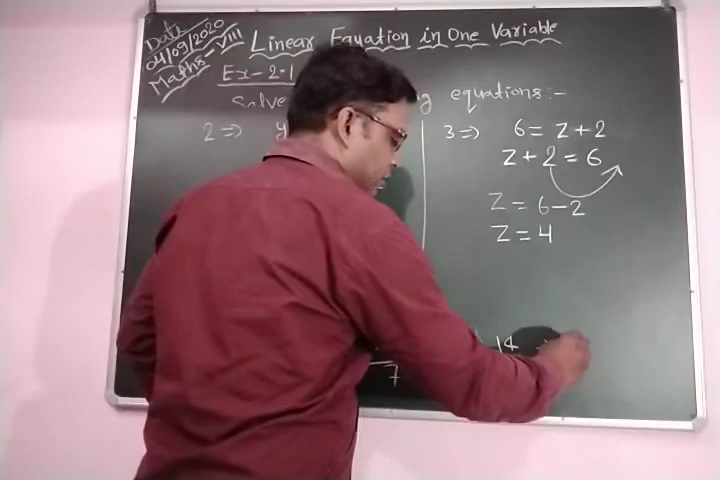 Date
04/09/2020
Maths - VIII
Linear Equation in One Variable
Ex-2.1
Solve equations:-
2 ⇒ y
3 ⇒ 6 = z + 2
z + 2 = 6
z = 6 - 2
z = 4
14
7